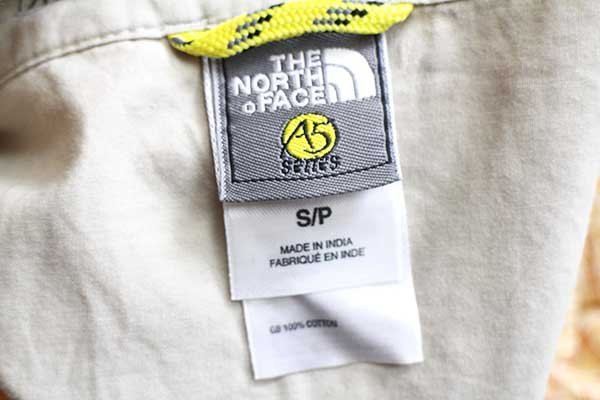 THE
NORTH
FACE
A5
SERIES
S/P
MADE IN INDIA
FABRIQUÉ EN INDE
GB 100% COTTON